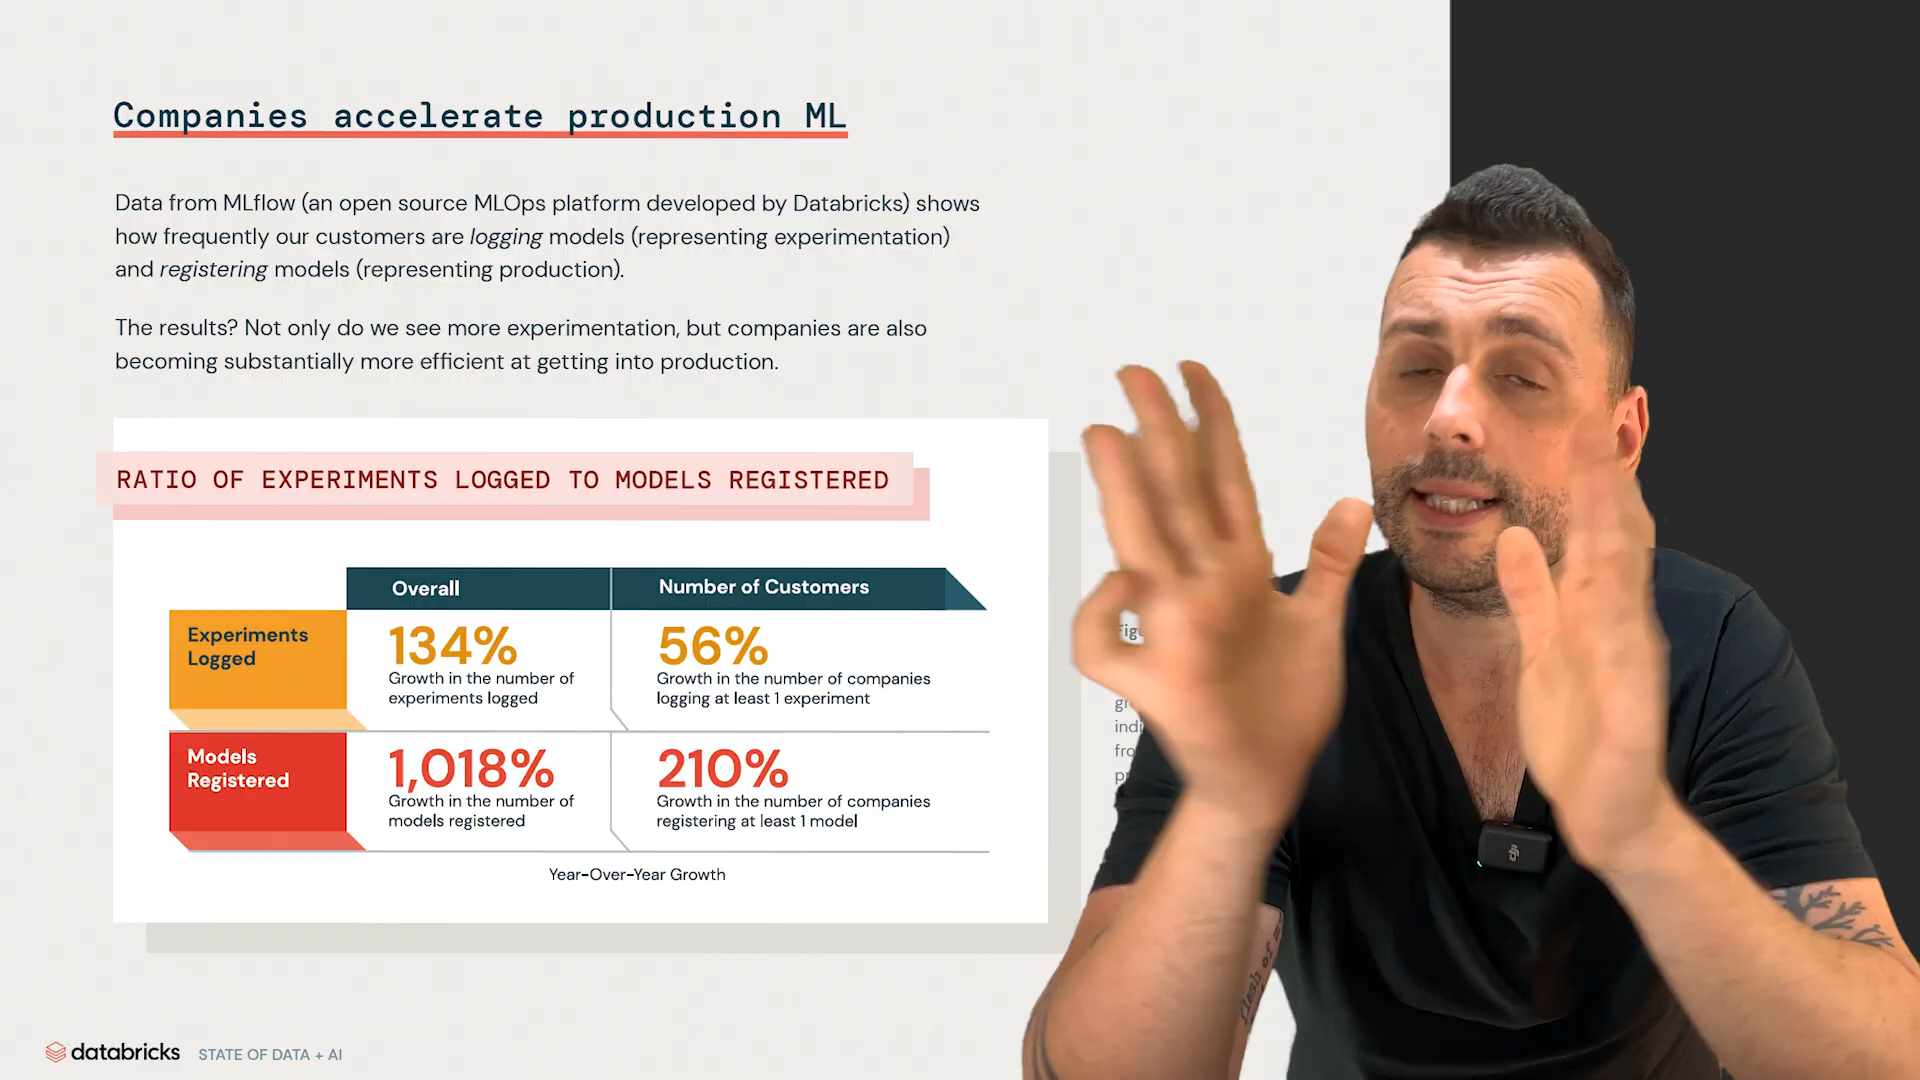 Companies accelerate production ML
Data from MLflow (an open source MLOps platform developed by Databricks) shows
how frequently our customers are logging models (representing experimentation)
and registering models (representing production).
The results? Not only do we see more experimentation, but companies are also
becoming substantially more efficient at getting into production.
RATIO OF EXPERIMENTS LOGGED TO MODELS REGISTERED
Overall
Number of Customers
Experiments
Logged
134%
Growth in the number of
experiments logged
56%
Growth in the number of companies
logging at least 1 experiment
Models
Registered
1,018%
Growth in the number of
models registered
210%
Growth in the number of companies
registering at least 1 model
Year-Over-Year Growth
databricks STATE OF DATA + AI